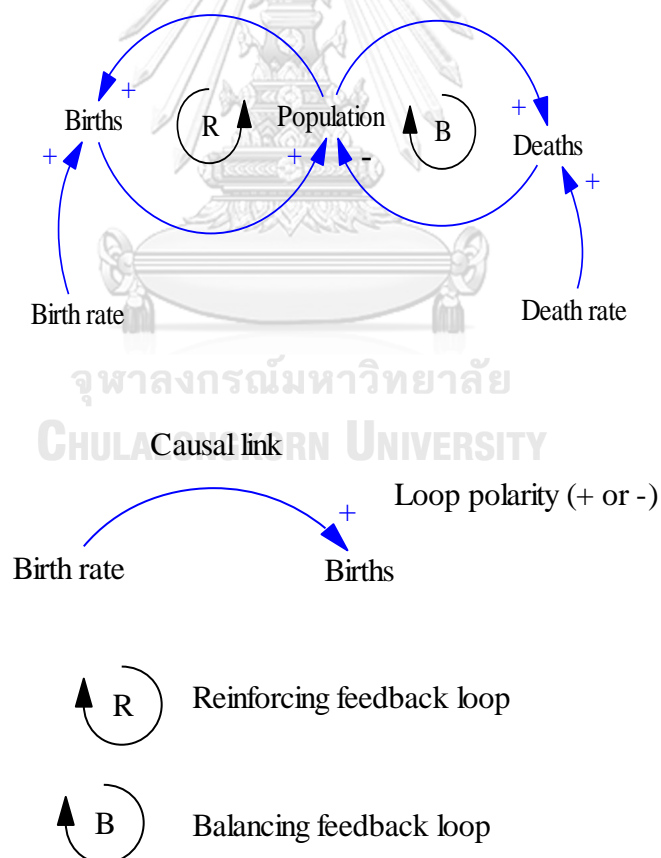 +
Births
+
R
Population
+
-
B
+
Deaths
+
Birth rate
Death rate
จุฬาลงกรณ์มหาวิทยาลัย
CHULALONGKORN UNIVERSITY
Causal link
+
Loop polarity (+ or -)
Birth rate
Births
R
Reinforcing feedback loop
B
Balancing feedback loop